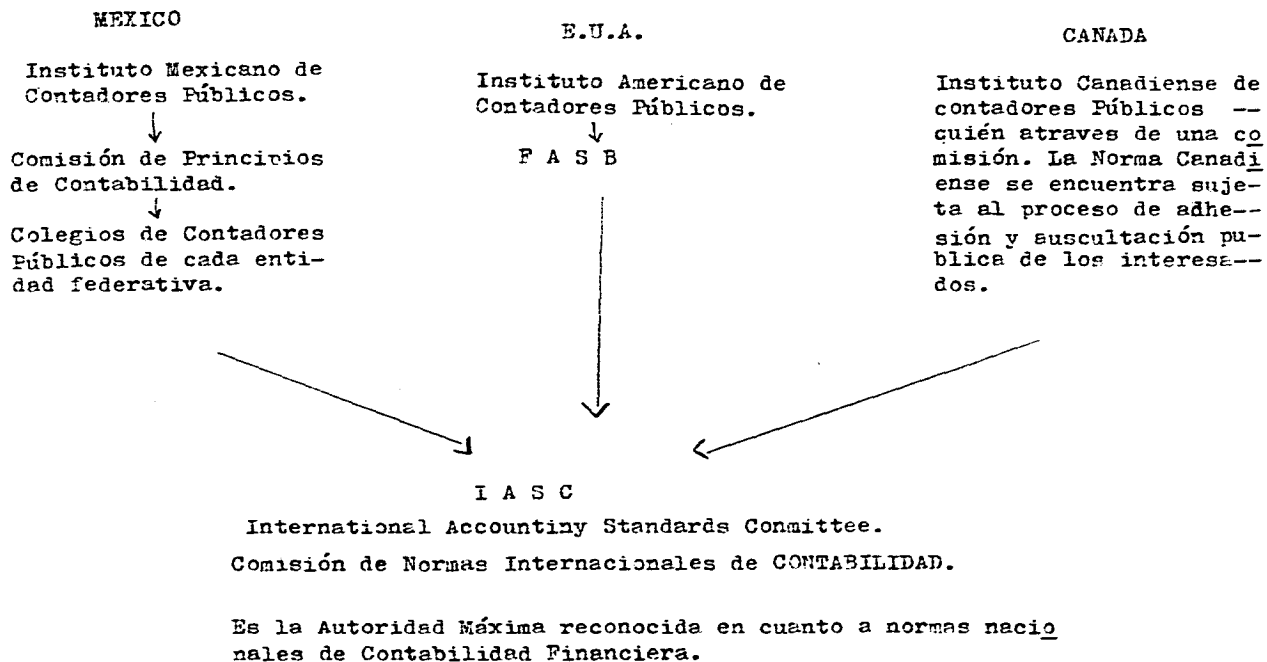 MEXICO
Instituto Mexicano de
Contadores Públicos.
Comisión de Principios
de Contabilidad.
Colegios de Contadores
Públicos de cada enti-
dad federativa.
E.U.A.
Instituto Americano de
Contadores Públicos.
F A S B
CANADA
Instituto Canadiense de
contadores Públicos --
quién atraves de una co
misión. La Norma Canadi
ense se encuentra suje-
ta al proceso de adhe--
sión y auscultación pu-
blica de los interesa--
dos.
I A S C
International Accountiny Standards Conmittee.
Comisión de Normas Internacionales de CONTABILIDAD.
Es la Autoridad Máxima reconocida en cuanto a normas nacio
nales de Contabilidad Financiera.